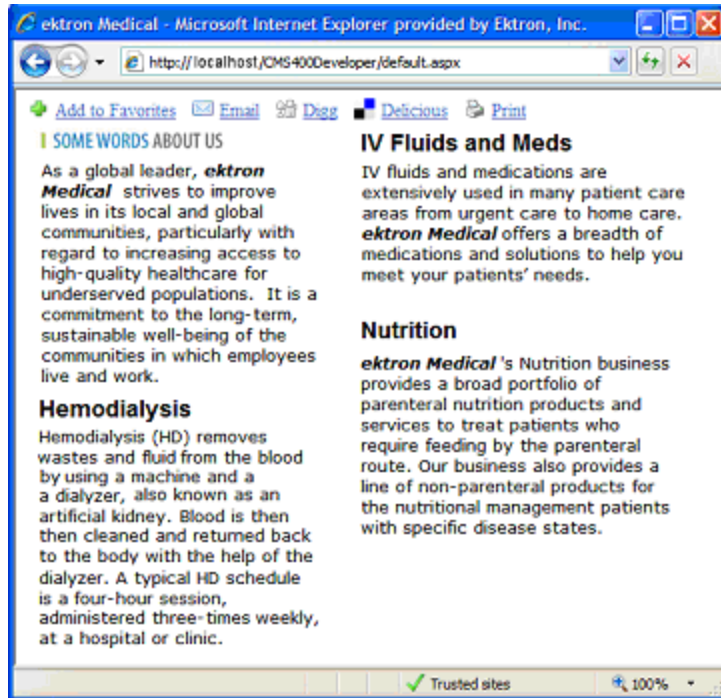 ektron Medical - Microsoft Internet Explorer provided by Ektron, Inc.
http://localhost/CMS400Developer/default.aspx
Add to Favorites Email Digg Delicious Print
SOME WORDS ABOUT US
As a global leader, ektron
Medical strives to improve
lives in its local and global
communities, particularly with
regard to increasing access to
high-quality healthcare for
underserved populations. It is a
commitment to the long-term,
sustainable well-being of the
communities in which employees
live and work.
Hemodialysis
Hemodialysis (HD) removes
wastes and fluid from the blood
by using a machine and a
a dialyzer, also known as an
artificial kidney. Blood is then
then cleaned and returned back
to the body with the help of the
dialyzer. A typical HD schedule
is a four-hour session,
administered three-times weekly,
at a hospital or clinic.
IV Fluids and Meds
IV fluids and medications are
extensively used in many patient care
areas from urgent care to home care.
ektron Medical offers a breadth of
medications and solutions to help you
meet your patients' needs.
Nutrition
ektron Medical 's Nutrition business
provides a broad portfolio of
parenteral nutrition products and
services to treat patients who
require feeding by the parenteral
route. Our business also provides a
line of non-parenteral products for
the nutritional management patients
with specific disease states.
Trusted sites 100%